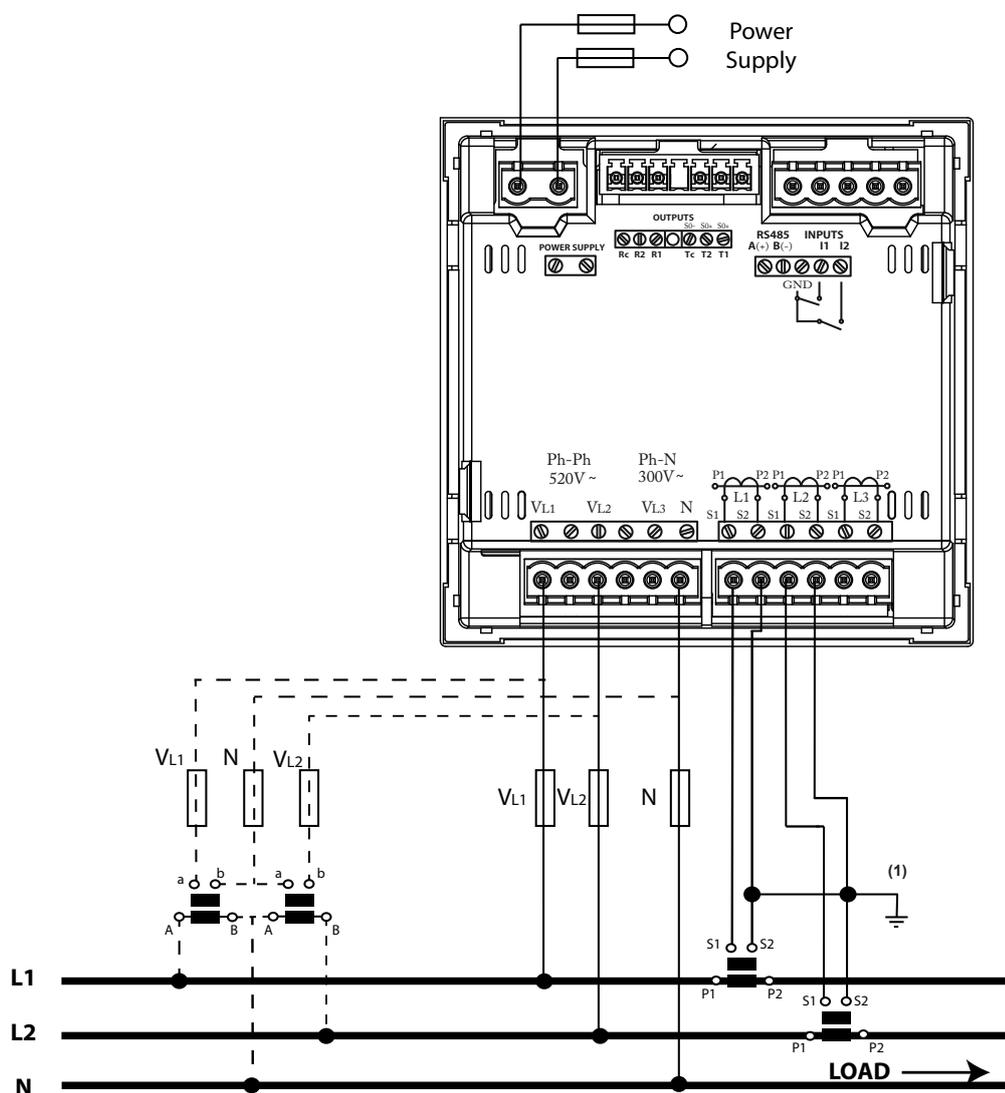 Power
Supply
OUTPUTS
S0- S0+ S0+
Rc R2 R1 Tc T2 T1
POWER SUPPLY
RS485 INPUTS
A(+) B(-) I1 I2
GND
Ph-Ph
520V ~
Ph-N
300V ~
P1 P2 P1 P2 P1 P2
L1 L2 L3
S1 S2 S1 S2 S1 S2
VL1 VL2 VL3 N
VL1 N VL2
VL1 VL2 N
a b a b
A B A B
(1)
S1 S2
P1 P2
S1 S2
P1 P2
L1
L2
N
LOAD